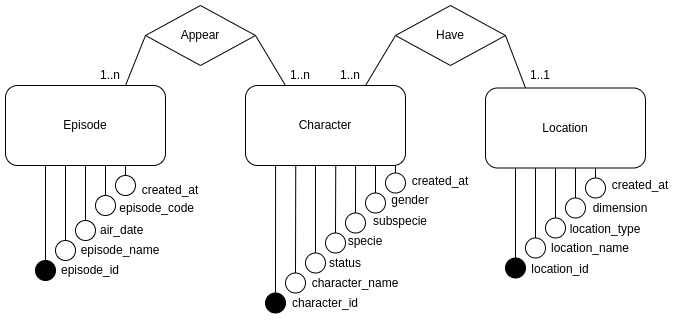 Appear
Have
1..n
1..n
1..n
1..1
Episode
Character
Location
created_at
episode_code
air_date
episode_name
episode_id
created_at
gender
subspecie
specie
status
character_name
character_id
created_at
dimension
location_type
location_name
location_id